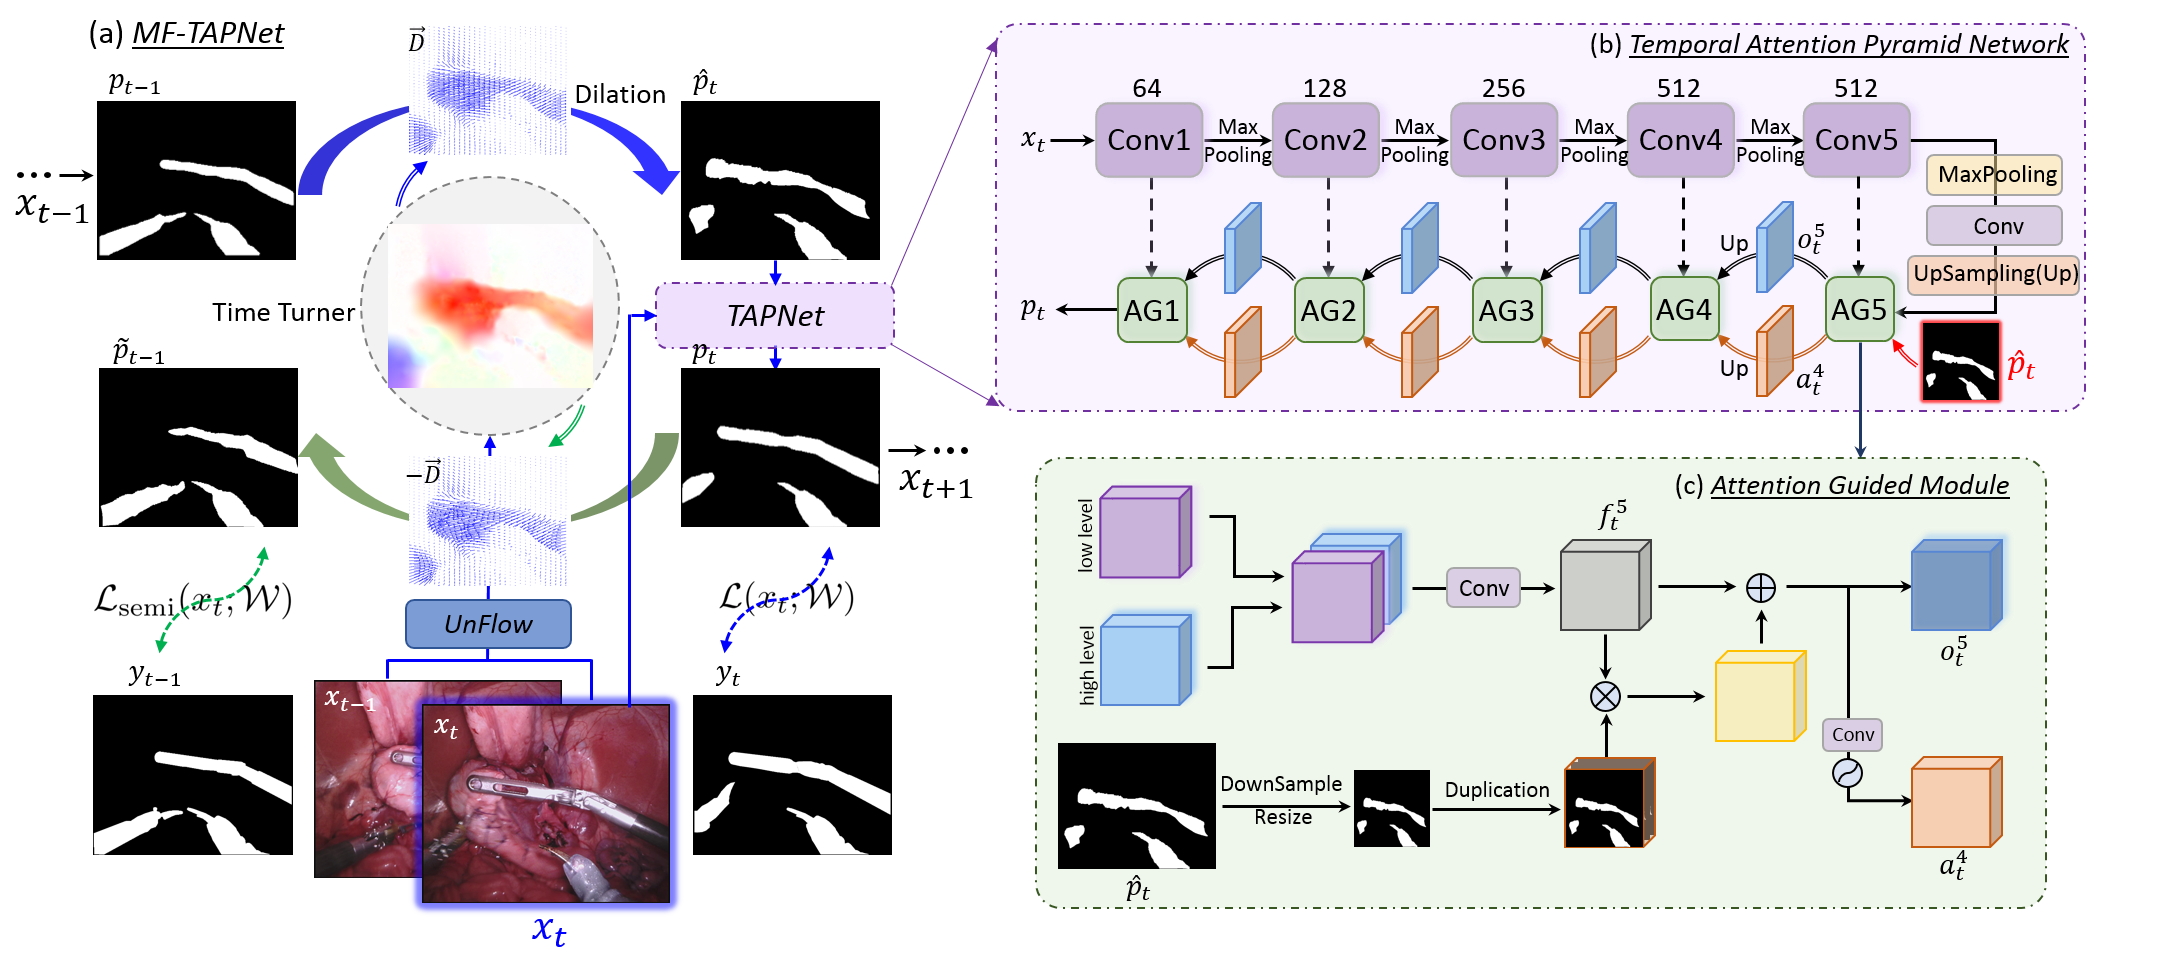 (a) MF-TAPNet
p_{t−1}
\vec{D}
Dilation
\hat{p}_t
••• x_{t−1}
Time Turner
TAPNet
\tilde{p}_{t−1}
p_t
−\vec{D}
••• x_{t+1}
\mathcal{L}_{semi}(x_t; \mathcal{W})
\mathcal{L}(x_t; \mathcal{W})
UnFlow
y_{t−1}
y_t
x_{t−1}
x_t
x_t
(b) Temporal Attention Pyramid Network
64 128 256 512 512
x_t
Conv1 Max Pooling Conv2 Max Pooling Conv3 Max Pooling Conv4 Max Pooling Conv5
MaxPooling
Conv
UpSampling(Up)
Up o_t^5
p_t AG1 AG2 AG3 AG4 AG5
Up a_t^4
\hat{p}_t
(c) Attention Guided Module
low level
high level
Conv
f_t^5
o_t^5
Conv
DownSample
Resize
Duplication
\hat{p}_t
a_t^4